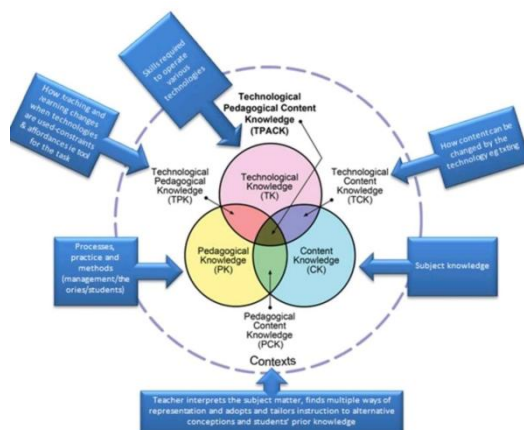 Skills required
to operate
various
technologies
How teaching and
learning changes
when technologies
are used-constraints
& affordances ie tool
for the task
Technological
Pedagogical Content
Knowledge
(TPACK)
How content can
be changed by the
technology eg txting
Technological
Pedagogical
Knowledge
(TPK)
Technological
Knowledge
(TK)
Technological
Content
Knowledge
(TCK)
Processes,
practice and
methods
(management/the
ories/students)
Pedagogical
Knowledge
(PK)
Content
Knowledge
(CK)
Subject knowledge
Pedagogical
Content
Knowledge
(PCK)
Contexts
Teacher interprets the subject matter, finds multiple ways of
representation and adopts and tailors instruction to alternative
conceptions and students' prior knowledge